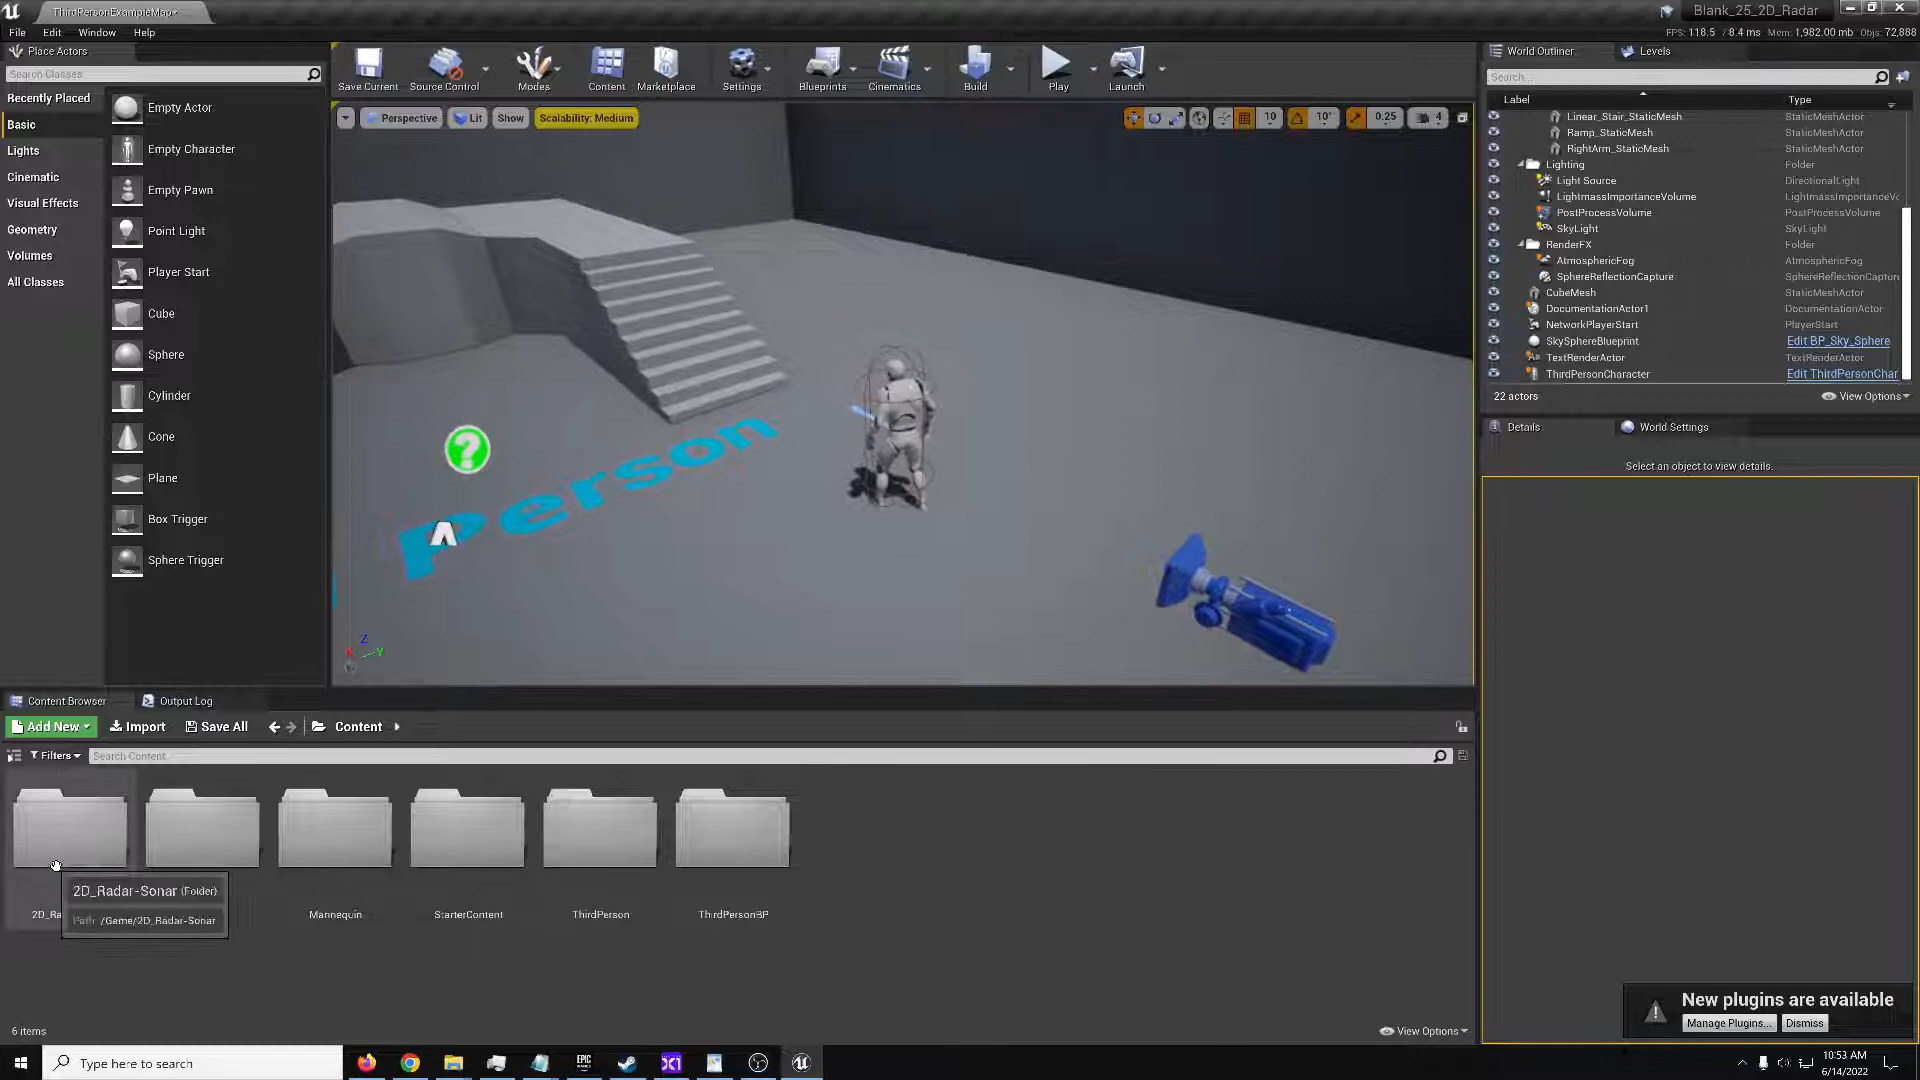 ThirdPersonExampleMap*
Blank_25_2D_Radar
File Edit Window Help
FPS: 118.5 / 8.4 ms Mem: 1,982.00 mb Objs: 72,888
Place Actors
Search Classes
Recently Placed
Basic
Lights
Cinematic
Visual Effects
Geometry
Volumes
All Classes
Empty Actor
Empty Character
Empty Pawn
Point Light
Player Start
Cube
Sphere
Cylinder
Cone
Plane
Box Trigger
Sphere Trigger
Save Current
Source Control
Modes
Content
Marketplace
Settings
Blueprints
Cinematics
Build
Play
Launch
Perspective
Lit
Show
Scalability: Medium
10
10°
0.25
4
Person
?
Z
Y
World Outliner
Levels
Search...
Label Type
Linear_Stair_StaticMesh StaticMeshActor
Ramp_StaticMesh StaticMeshActor
RightArm_StaticMesh StaticMeshActor
Lighting Folder
Light Source DirectionalLight
LightmassImportanceVolume LightmassImportanceVo
PostProcessVolume PostProcessVolume
SkyLight SkyLight
RenderFX Folder
AtmosphericFog AtmosphericFog
SphereReflectionCapture SphereReflectionCapture
CubeMesh StaticMeshActor
DocumentationActor1 DocumentationActor
NetworkPlayerStart PlayerStart
SkySphereBlueprint Edit BP_Sky_Sphere
TextRenderActor TextRenderActor
ThirdPersonCharacter Edit ThirdPersonChar
22 actors
View Options
Details
World Settings
Select an object to view details.
Content Browser
Output Log
Add New
Import
Save All
Content
Filters
Search Content
2D_Ra
Mannequin
StarterContent
ThirdPerson
ThirdPersonBP
2D_Radar-Sonar (Folder)
Path: /Game/2D_Radar-Sonar
6 items
View Options
New plugins are available
Manage Plugins...
Dismiss
Type here to search
EPIC GAMES
10:53 AM
6/14/2022